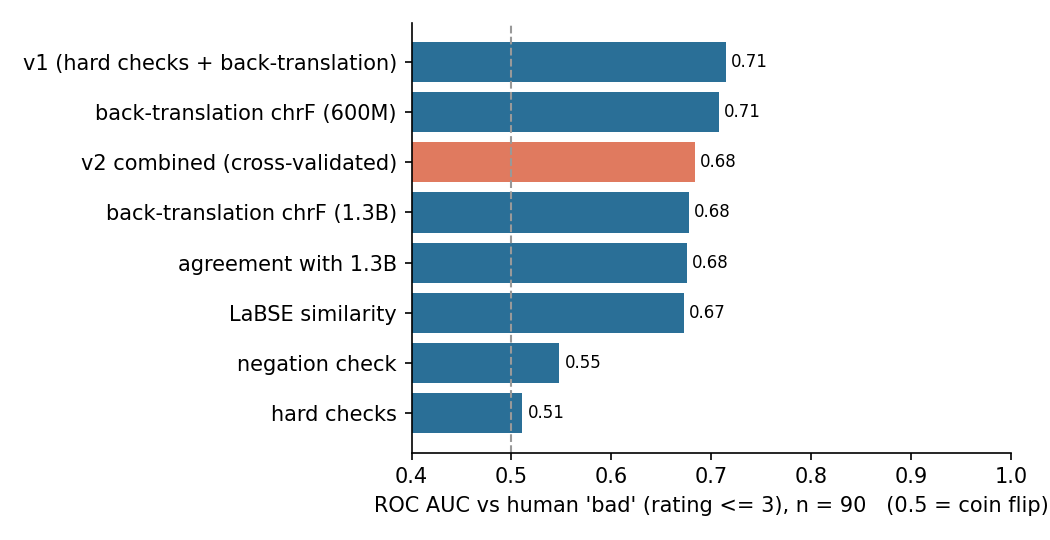 v1 (hard checks + back-translation) 0.71
back-translation chrF (600M) 0.71
v2 combined (cross-validated) 0.68
back-translation chrF (1.3B) 0.68
agreement with 1.3B 0.68
LaBSE similarity 0.67
negation check 0.55
hard checks 0.51
0.4 0.5 0.6 0.7 0.8 0.9 1.0
ROC AUC vs human 'bad' (rating <= 3), n = 90 (0.5 = coin flip)